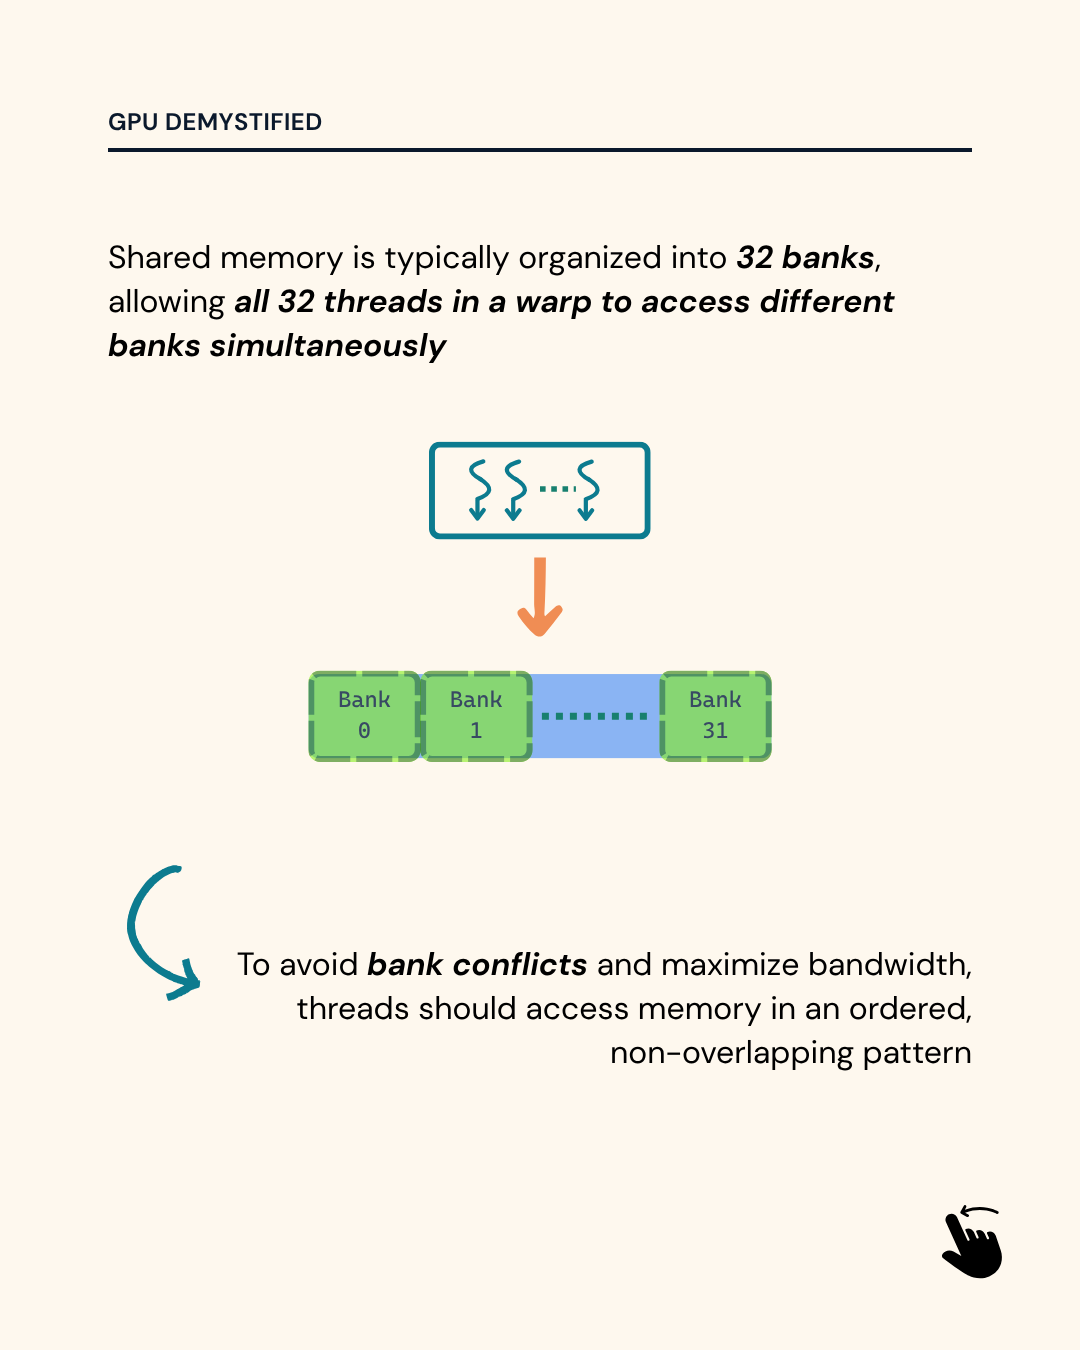 GPU DEMYSTIFIED
Shared memory is typically organized into 32 banks,
allowing all 32 threads in a warp to access different
banks simultaneously
Bank
0
Bank
1
Bank
31
To avoid bank conflicts and maximize bandwidth,
threads should access memory in an ordered,
non-overlapping pattern